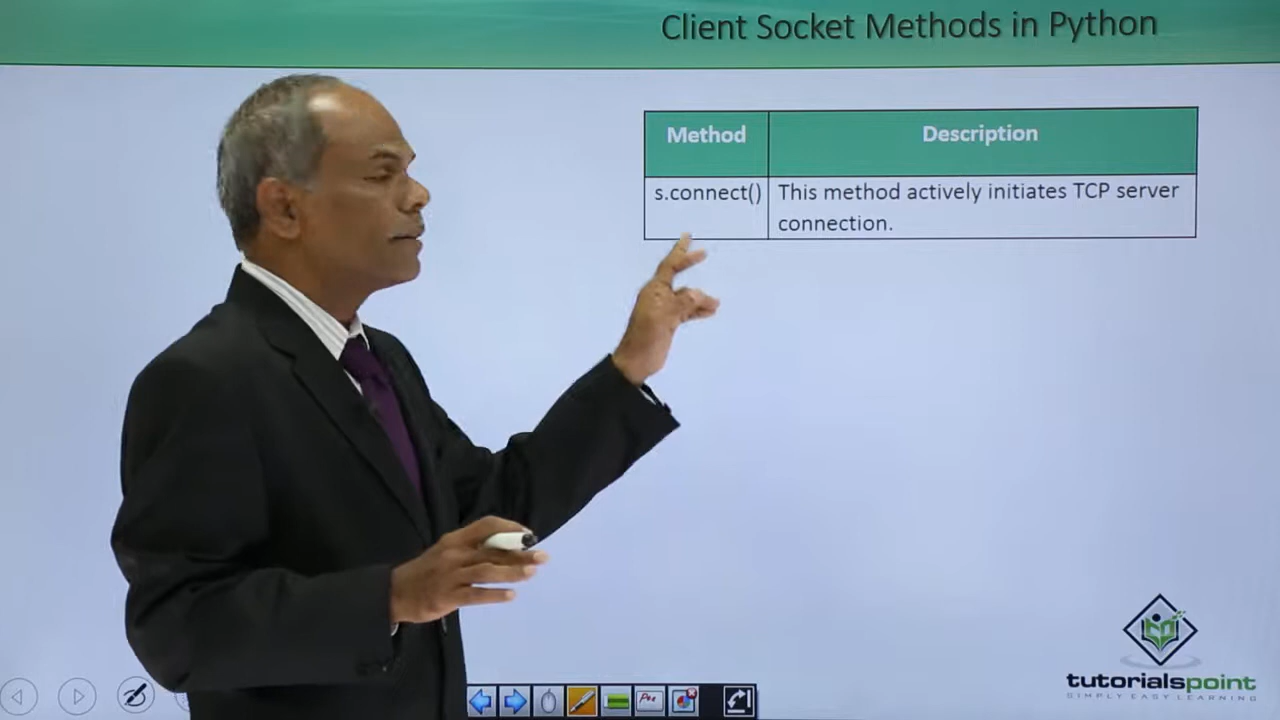 Client Socket Methods in Python
Method Description
s.connect() This method actively initiates TCP server
connection.
tutorialspoint
SIMPLY EASY LEARNING